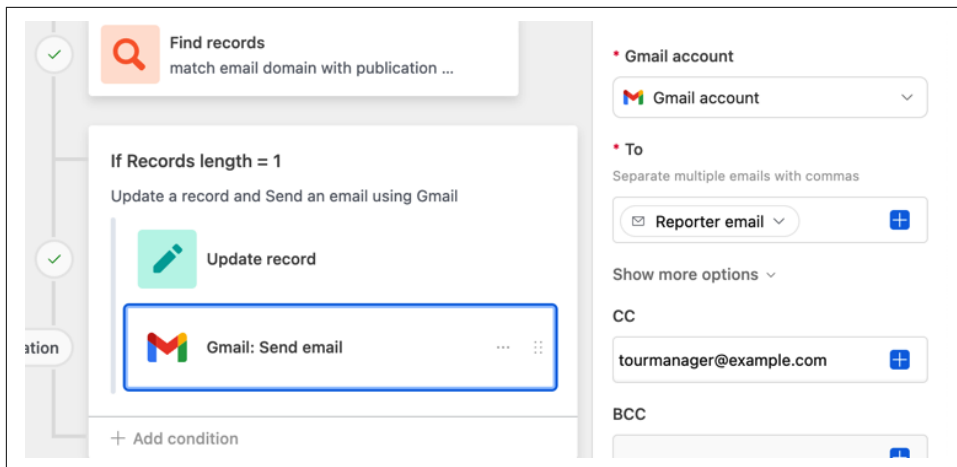 Find records
match email domain with publication ...
If Records length = 1
Update a record and Send an email using Gmail
Update record
Gmail: Send email
ation
+ Add condition
* Gmail account
Gmail account
* To
Separate multiple emails with commas
Reporter email
Show more options
CC
tourmanager@example.com
BCC